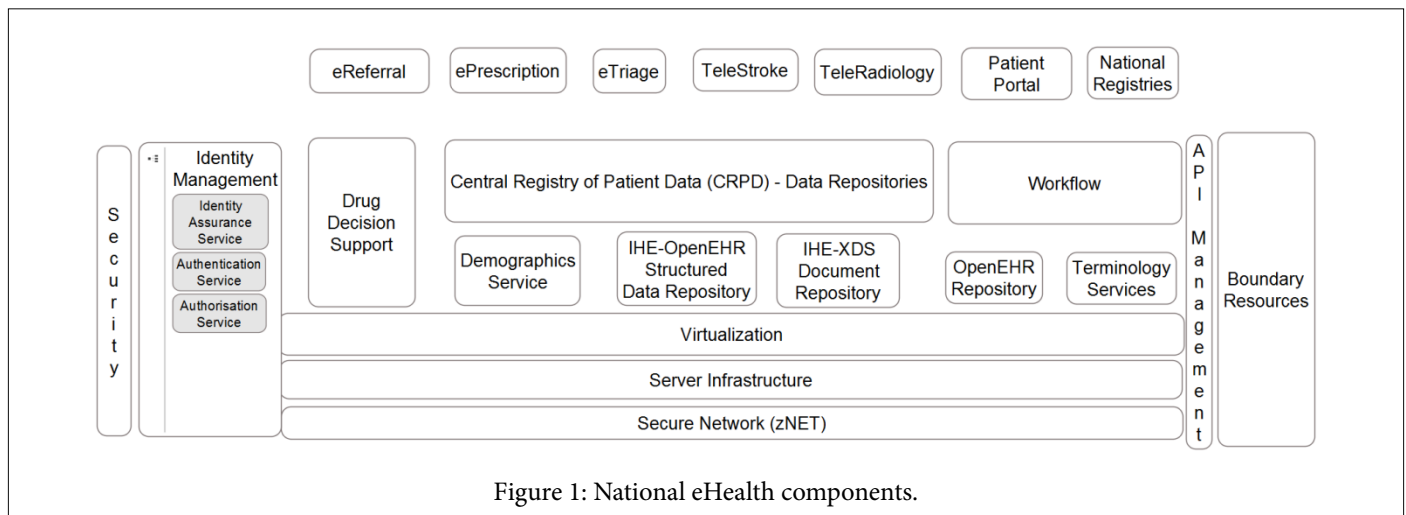 eReferral
ePrescription
eTriage
TeleStroke
TeleRadiology
Patient
Portal
National
Registries
Security
Identity
Management
Identity
Assurance
Service
Authentication
Service
Authorisation
Service
Drug
Decision
Support
Central Registry of Patient Data (CRPD) - Data Repositories
Workflow
Demographics
Service
IHE-OpenEHR
Structured
Data Repository
IHE-XDS
Document
Repository
OpenEHR
Repository
Terminology
Services
API Management
Boundary
Resources
Virtualization
Server Infrastructure
Secure Network (zNET)
Figure 1: National eHealth components.